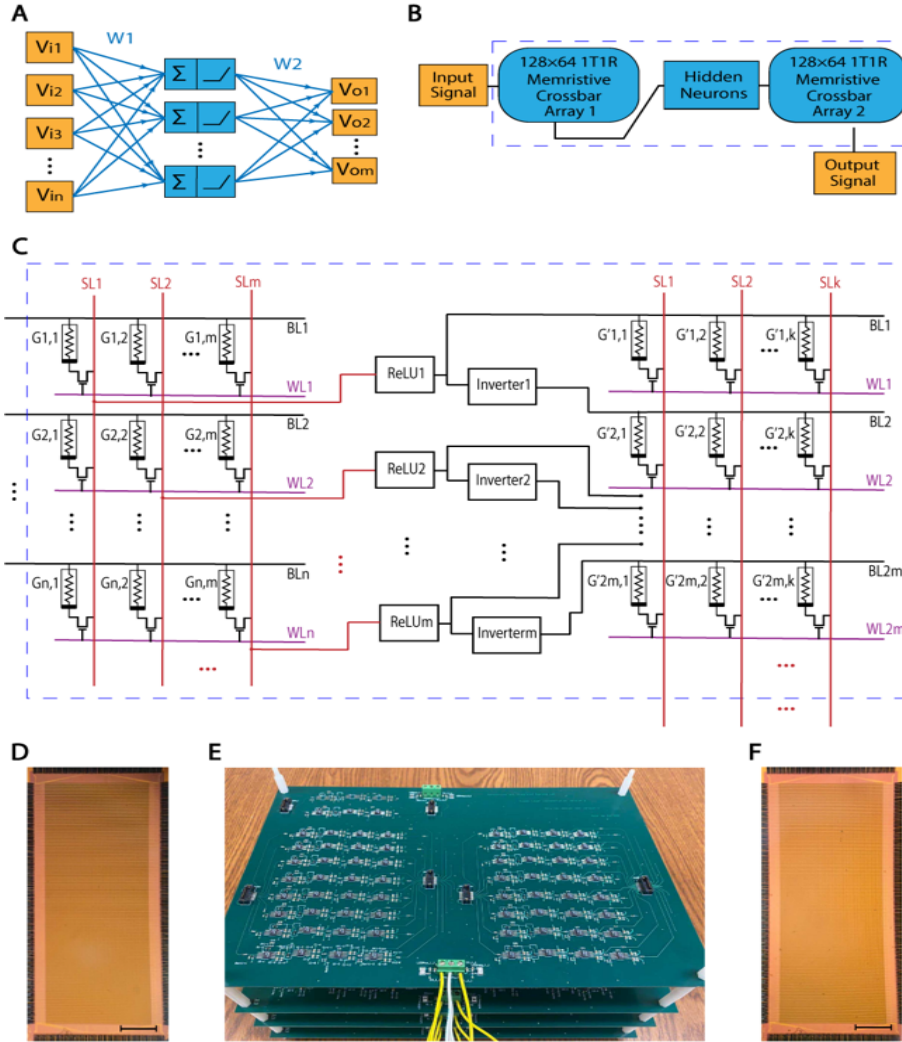 A
W1
W2
Vi1
Vi2
Vi3
Vin
Σ
Σ
Σ
Vo1
Vo2
Vom
B
Input
Signal
128×64 1T1R
Memristive
Crossbar
Array 1
Hidden
Neurons
128×64 1T1R
Memristive
Crossbar
Array 2
Output
Signal
C
SL1
SL2
SLm
SL1
SL2
SLk
G1,1
G1,2
G1,m
BL1
WL1
ReLU1
Inverter1
G'1,1
G'1,2
G'1,k
BL1
WL1
G2,1
G2,2
G2,m
BL2
WL2
ReLU2
Inverter2
G'2,1
G'2,2
G'2,k
BL2
WL2
Gn,1
Gn,2
Gn,m
BLn
WLn
ReLUm
Inverterm
G'2m,1
G'2m,2
G'2m,k
BL2m
WL2m
D
E
F